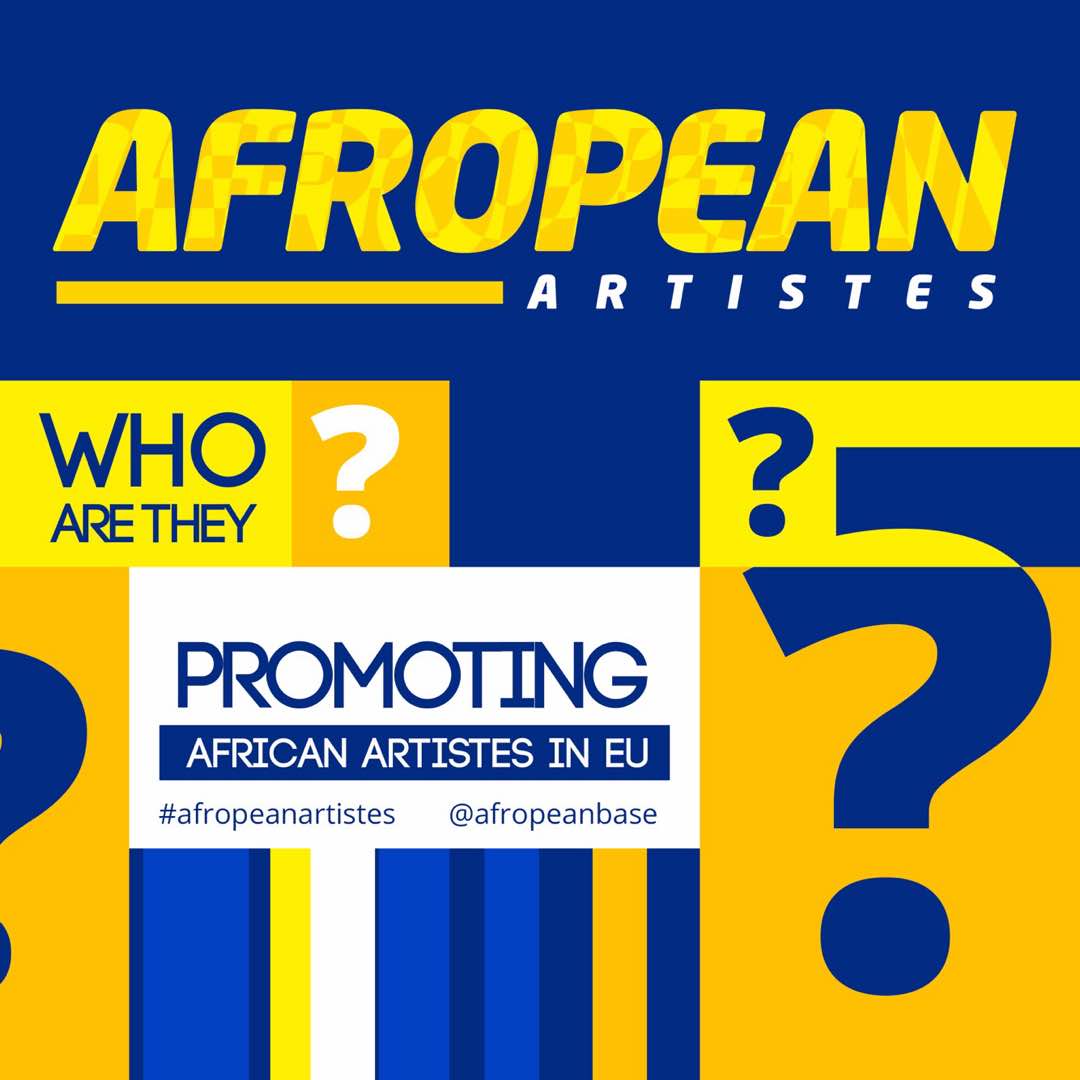 AFROPEAN
ARTISTES
WHO
ARE THEY
?
?
?
?
PROMOTING
AFRICAN ARTISTES IN EU
#afropeanartistes @afropeanbase